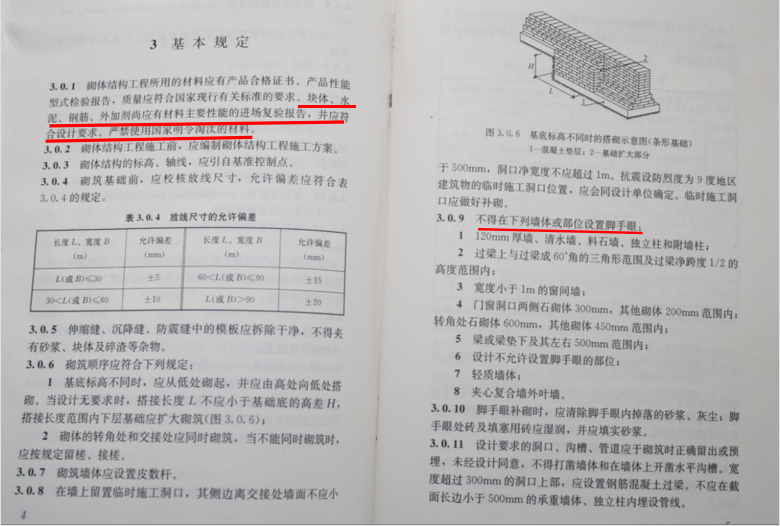 3 基本规定
3.0.1 砌体结构工程所用的材料应有产品合格证书、产品性能
型式检验报告，质量应符合国家现行有关标准的要求。块体、水
泥、钢筋、外加剂尚应有材料主要性能的进场复验报告，并应符
合设计要求。严禁使用国家明令淘汰的材料。
3.0.2 砌体结构工程施工前，应编制砌体结构工程施工方案。
3.0.3 砌体结构的标高、轴线，应引自基准控制点。
3.0.4 砌筑基础前，应校核放线尺寸，允许偏差应符合表
3.0.4的规定。
表3.0.4 放线尺寸的允许偏差
长度L、宽度B 允许偏差 长度L、宽度B 允许偏差
(m) (mm) (m) (mm)
L(或B)≤30 ±5 60<L(或B)≤90 ±15
30<L(或B)≤60 ±10 L(或B)>90 ±20
3.0.5 伸缩缝、沉降缝、防震缝中的模板应拆除干净，不得夹
有砂浆、块体及碎渣等杂物。
3.0.6 砌筑顺序应符合下列规定：
1 基底标高不同时，应从低处砌起，并应由高处向低处搭
砌。当设计无要求时，搭接长度L不应小于基础底的高差H，
搭接长度范围内下层基础应扩大砌筑(图3.0.6)；
2 砌体的转角处和交接处应同时砌筑，当不能同时砌筑时，
应按规定留槎、接槎。
3.0.7 砌筑墙体应设置皮数杆。
3.0.8 在墙上留置临时施工洞口，其侧边离交接处墙面不应小
4
H
L
1
2
图3.0.6 基底标高不同时的搭砌示意图(条形基础)
1—混凝土垫层；2—基础扩大部分
于500mm，洞口净宽度不应超过1m。抗震设防烈度为9度地区
建筑物的临时施工洞口位置，应会同设计单位确定。临时施工洞
口应做好补砌。
3.0.9 不得在下列墙体或部位设置脚手眼：
1 120mm厚墙、清水墙、料石墙、独立柱和附墙柱；
2 过梁上与过梁成60°角的三角形范围及过梁净跨度1/2的
高度范围内；
3 宽度小于1m的窗间墙；
4 门窗洞口两侧石砌体300mm，其他砌体200mm范围内；
转角处石砌体600mm，其他砌体450mm范围内；
5 梁或梁垫下及其左右500mm范围内；
6 设计不允许设置脚手眼的部位；
7 轻质墙体；
8 夹心复合墙外叶墙。
3.0.10 脚手眼补砌时，应清除脚手眼内掉落的砂浆、灰尘；脚
手眼处砖及填塞用砖应湿润，并应填实砂浆。
3.0.11 设计要求的洞口、沟槽、管道应于砌筑时正确留出或预
埋，未经设计同意，不得打凿墙体和在墙体上开凿水平沟槽。宽
度超过300mm的洞口上部，应设置钢筋混凝土过梁。不应在截
面长边小于500mm的承重墙体、独立柱内埋设管线。